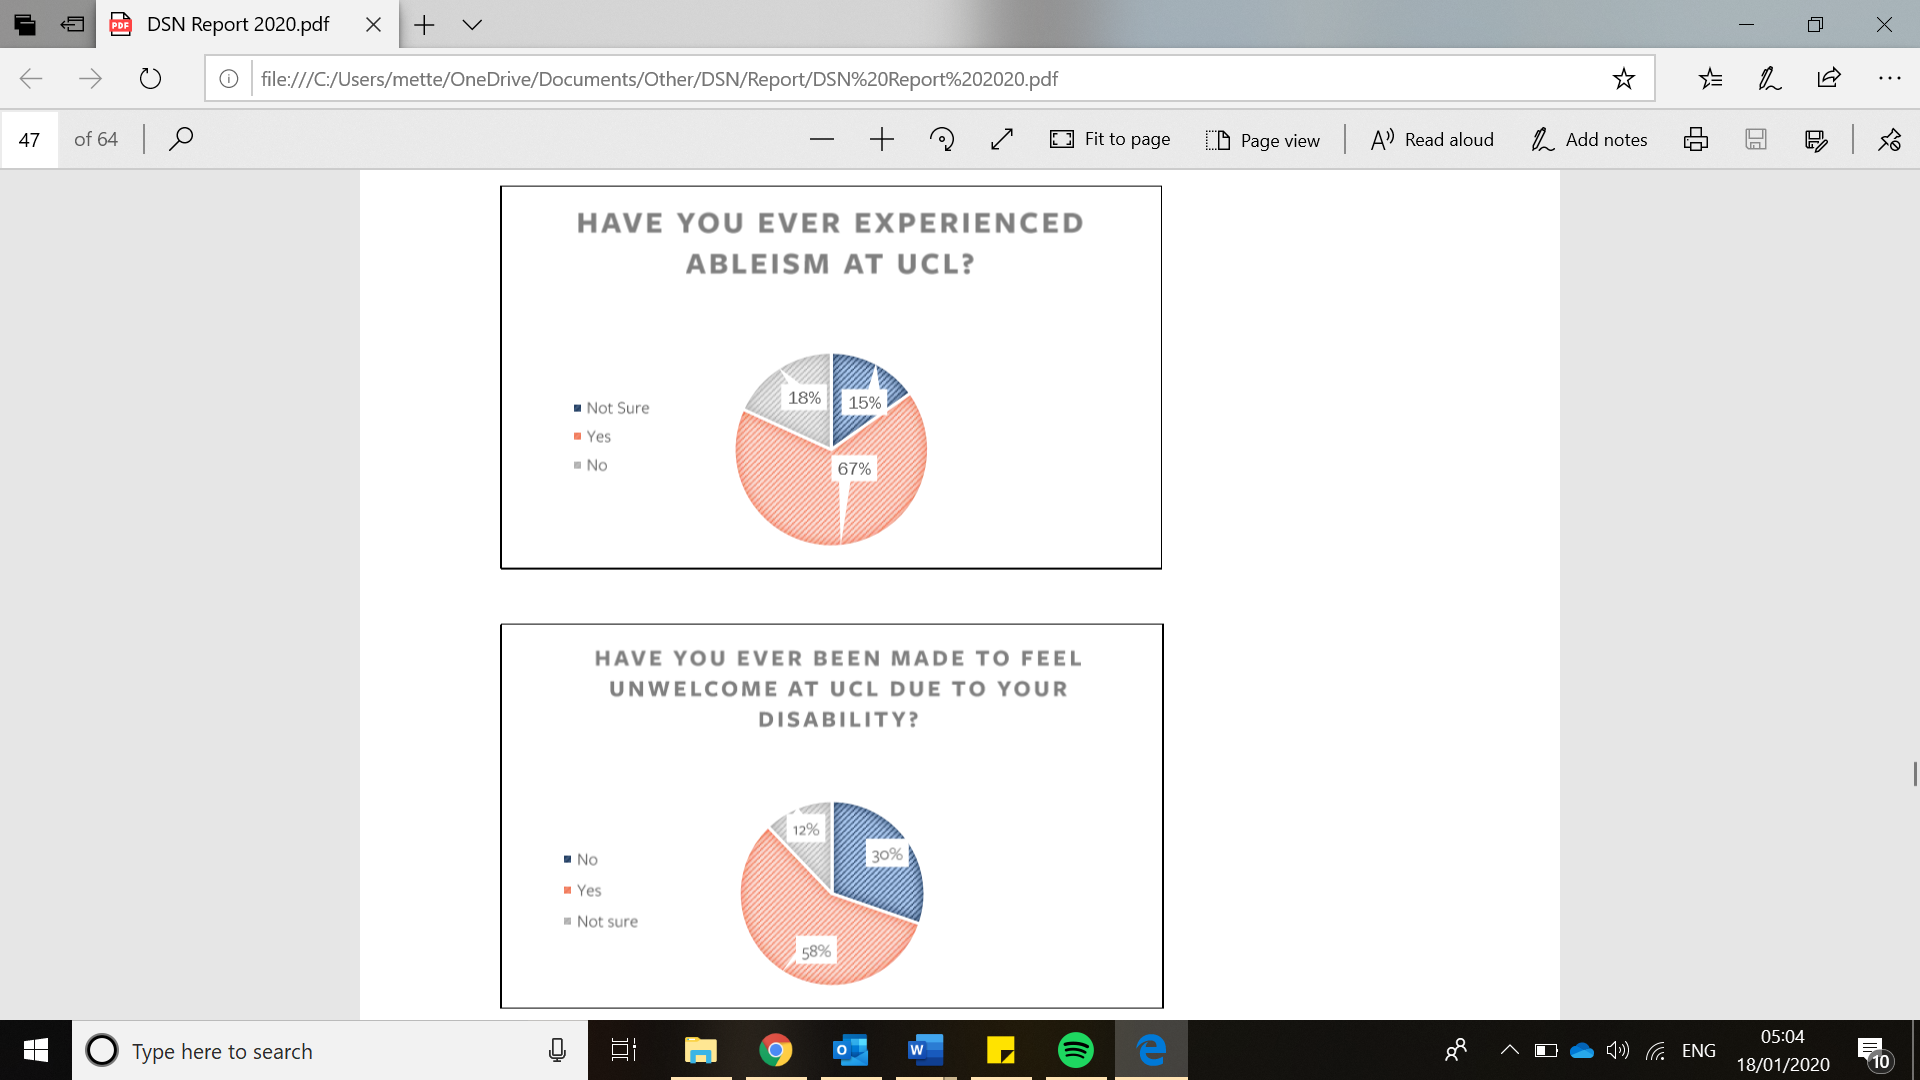 DSN Report 2020.pdf
file:///C:/Users/mette/OneDrive/Documents/Other/DSN/Report/DSN%20Report%202020.pdf
47 of 64 Fit to page Page view Read aloud Add notes
HAVE YOU EVER EXPERIENCED
ABLEISM AT UCL?
Not Sure
Yes
No
18%
15%
67%
HAVE YOU EVER BEEN MADE TO FEEL
UNWELCOME AT UCL DUE TO YOUR
DISABILITY?
No
Yes
Not sure
12%
30%
58%
Type here to search
ENG
05:04
18/01/2020
10